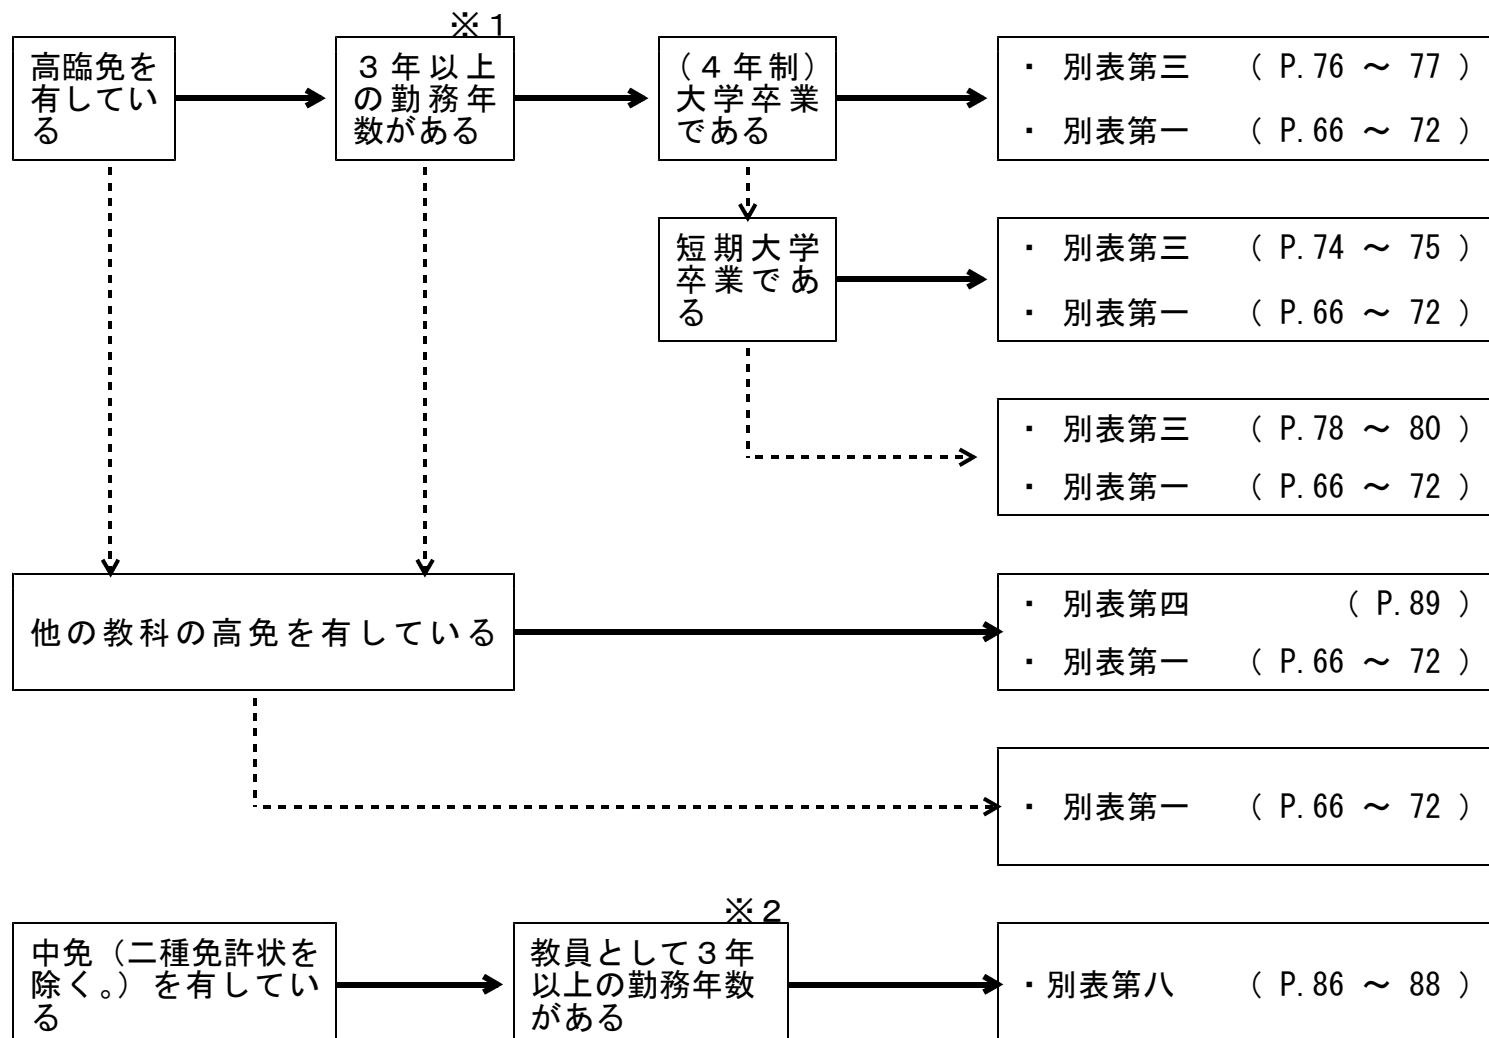 ※１
高臨免を
有してい
る
３年以上
の勤務年
数がある
（４年制）
大学卒業
である
・ 別表第三 （ P.76 ～ 77 ）
・ 別表第一 （ P.66 ～ 72 ）
短期大学
卒業であ
る
・ 別表第三 （ P.74 ～ 75 ）
・ 別表第一 （ P.66 ～ 72 ）
・ 別表第三 （ P.78 ～ 80 ）
・ 別表第一 （ P.66 ～ 72 ）
他の教科の高免を有している
・ 別表第四 （ P.89 ）
・ 別表第一 （ P.66 ～ 72 ）
・ 別表第一 （ P.66 ～ 72 ）
※２
中免（二種免許状を
除く。）を有してい
る
教員として３年
以上の勤務年数
がある
・別表第八 （ P.86 ～ 88 ）